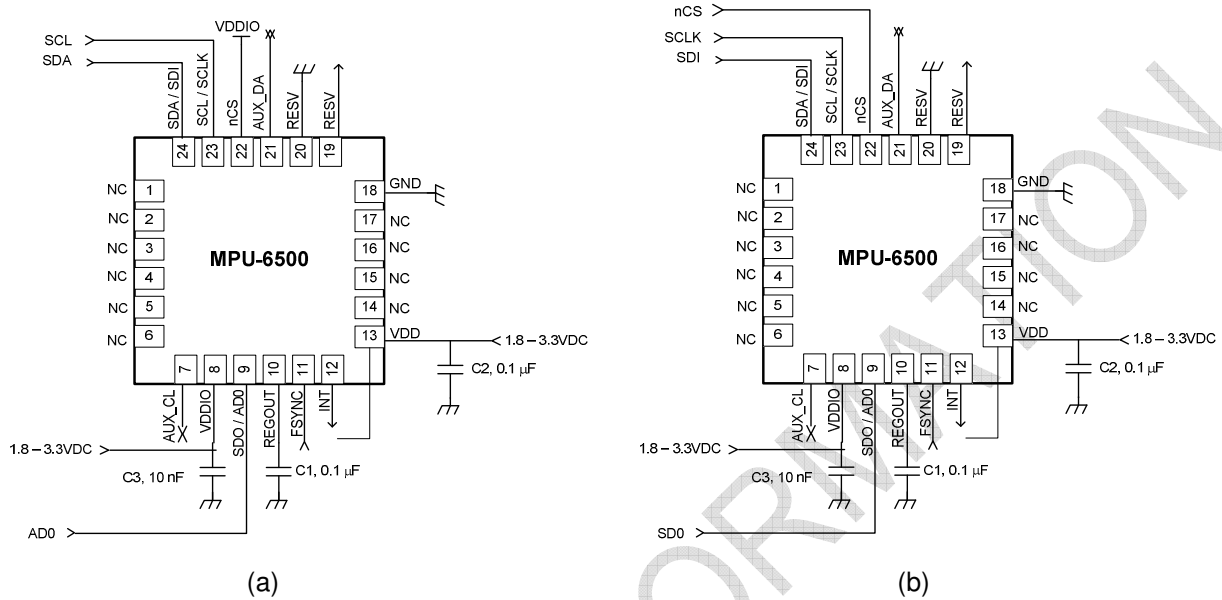 SCL
SDA
VDDIO
SDA / SDI
SCL / SCLK
nCS
AUX_DA
RESV
RESV
24
23
22
21
20
19
NC 1
NC 2
NC 3
NC 4
NC 5
NC 6
MPU-6500
18 GND
17 NC
16 NC
15 NC
14 NC
13 VDD
1.8 – 3.3VDC
C2, 0.1 µF
7
8
9
10
11
12
AUX_CL
VDDIO
SDO / AD0
REGOUT
FSYNC
INT
1.8 – 3.3VDC
C3, 10 nF
C1, 0.1 µF
AD0
(a)
nCS
SCLK
SDI
SDA / SDI
SCL / SCLK
nCS
AUX_DA
RESV
RESV
24
23
22
21
20
19
NC 1
NC 2
NC 3
NC 4
NC 5
NC 6
MPU-6500
18 GND
17 NC
16 NC
15 NC
14 NC
13 VDD
1.8 – 3.3VDC
C2, 0.1 µF
7
8
9
10
11
12
AUX_CL
VDDIO
SDO / AD0
REGOUT
FSYNC
INT
1.8 – 3.3VDC
C3, 10 nF
C1, 0.1 µF
SD0
(b)
ORMATION